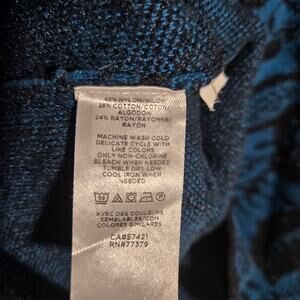 48% NYLON/NILON
28% COTTON/COTON/
ALGODON
24% RAYON/RAYONNE/
RAYON
MACHINE WASH COLD
DELICATE CYCLE WITH
LIKE COLORS
ONLY NON-CHLORINE
BLEACH WHEN NEEDED
TUMBLE DRY LOW
COOL IRON WHEN
NEEDED
AVEC DES COULEURS
SEMBLABLES/CON
COLORES SIMILARES
CA#57421
RN#77379